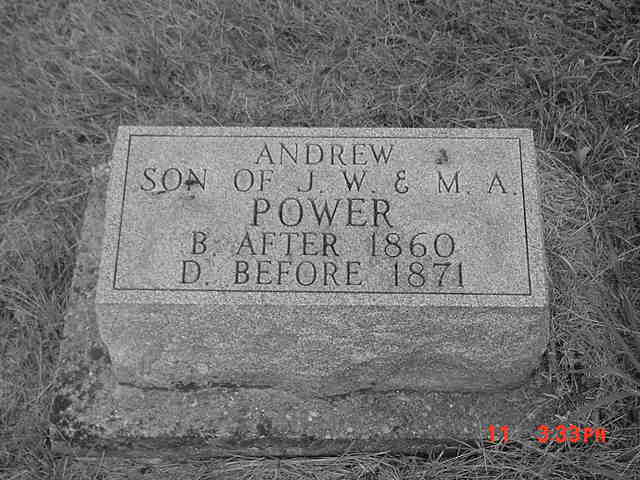 ANDREW
SON OF J. W. & M. A.
POWER
B. AFTER 1860
D. BEFORE 1871
11 3:33PM